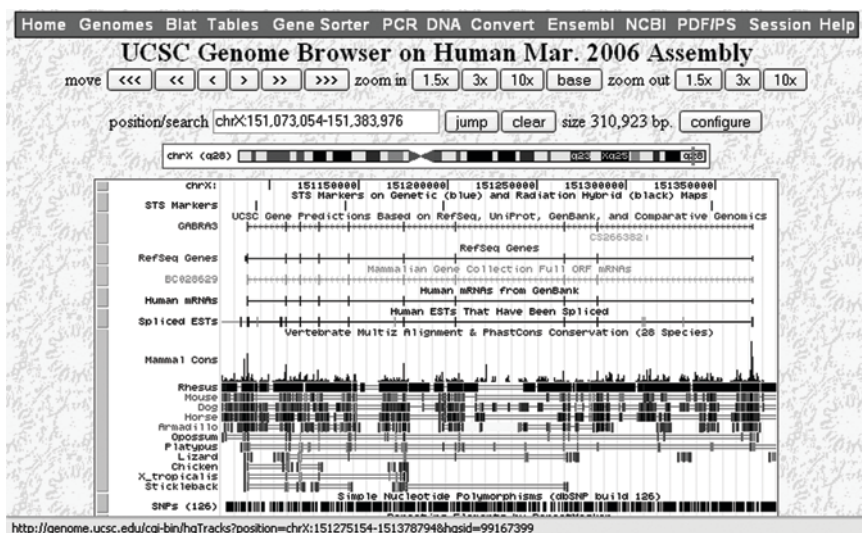 Home Genomes Blat Tables Gene Sorter PCR DNA Convert Ensembl NCBI PDF/PS Session Help
UCSC Genome Browser on Human Mar. 2006 Assembly
move <<< << < > >> >>> zoom in 1.5x 3x 10x base zoom out 1.5x 3x 10x
position/search chrX:151,073,054-151,383,976 jump clear size 310,923 bp. configure
chrX (q28) q23 Xq25 q28
chrX: 151150000| 151200000| 151250000| 151300000| 151350000|
STS Markers on Genetic (blue) and Radiation Hybrid (black) Maps
STS Markers
UCSC Gene Predictions Based on RefSeq, UniProt, GenBank, and Comparative Genomics
GABRA3
RefSeq Genes
RefSeq Genes
Mammalian Gene Collection Full ORF mRNAs
BC028629
Human mRNAs from GenBank
Human mRNAs
Human ESTs That Have Been Spliced
Spliced ESTs
Vertebrate Multiz Alignment & PhastCons Conservation (28 Species)
Mammal Cons
Rhesus
Mouse
Dog
Horse
Armadillo
Opossum
Platypus
Lizard
Chicken
X_tropicalis
Stickleback
Simple Nucleotide Polymorphisms (dbSNP build 126)
SNPs (126)
http://genome.ucsc.edu/cgi-bin/hgTracks?position=chrX:151275154-151378794&hgsid=99167399